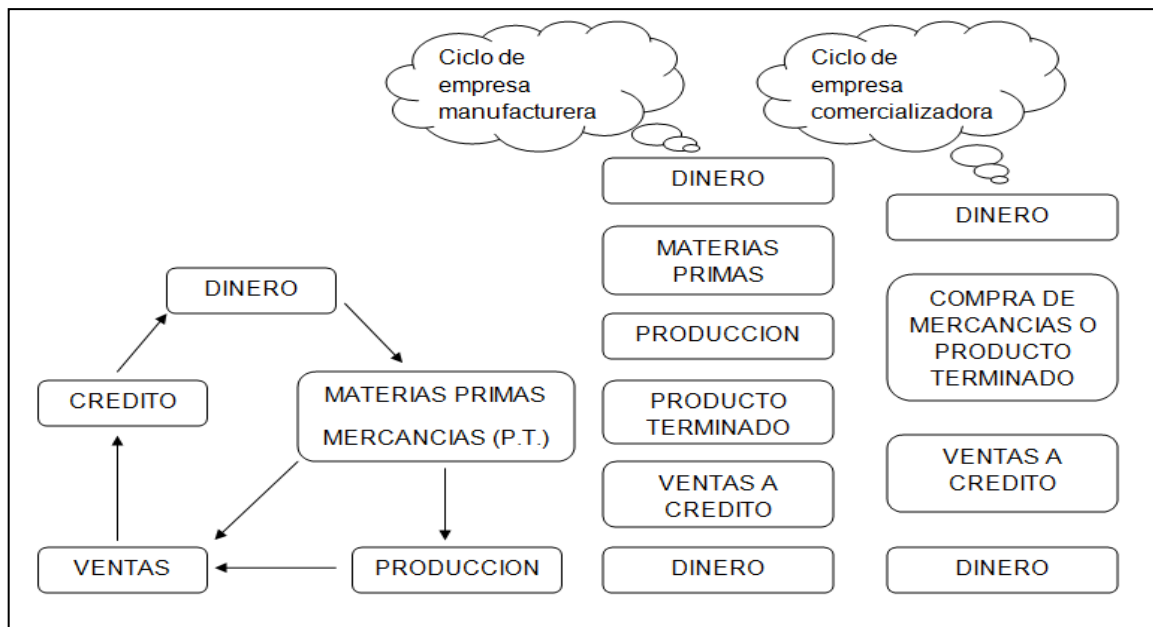 Ciclo de
empresa
manufacturera
Ciclo de
empresa
comercializadora
DINERO
MATERIAS PRIMAS
MERCANCIAS (P.T.)
CREDITO
VENTAS
PRODUCCION
DINERO
MATERIAS
PRIMAS
PRODUCCION
PRODUCTO
TERMINADO
VENTAS A
CREDITO
DINERO
DINERO
COMPRA DE
MERCANCIAS O
PRODUCTO
TERMINADO
VENTAS A
CREDITO
DINERO